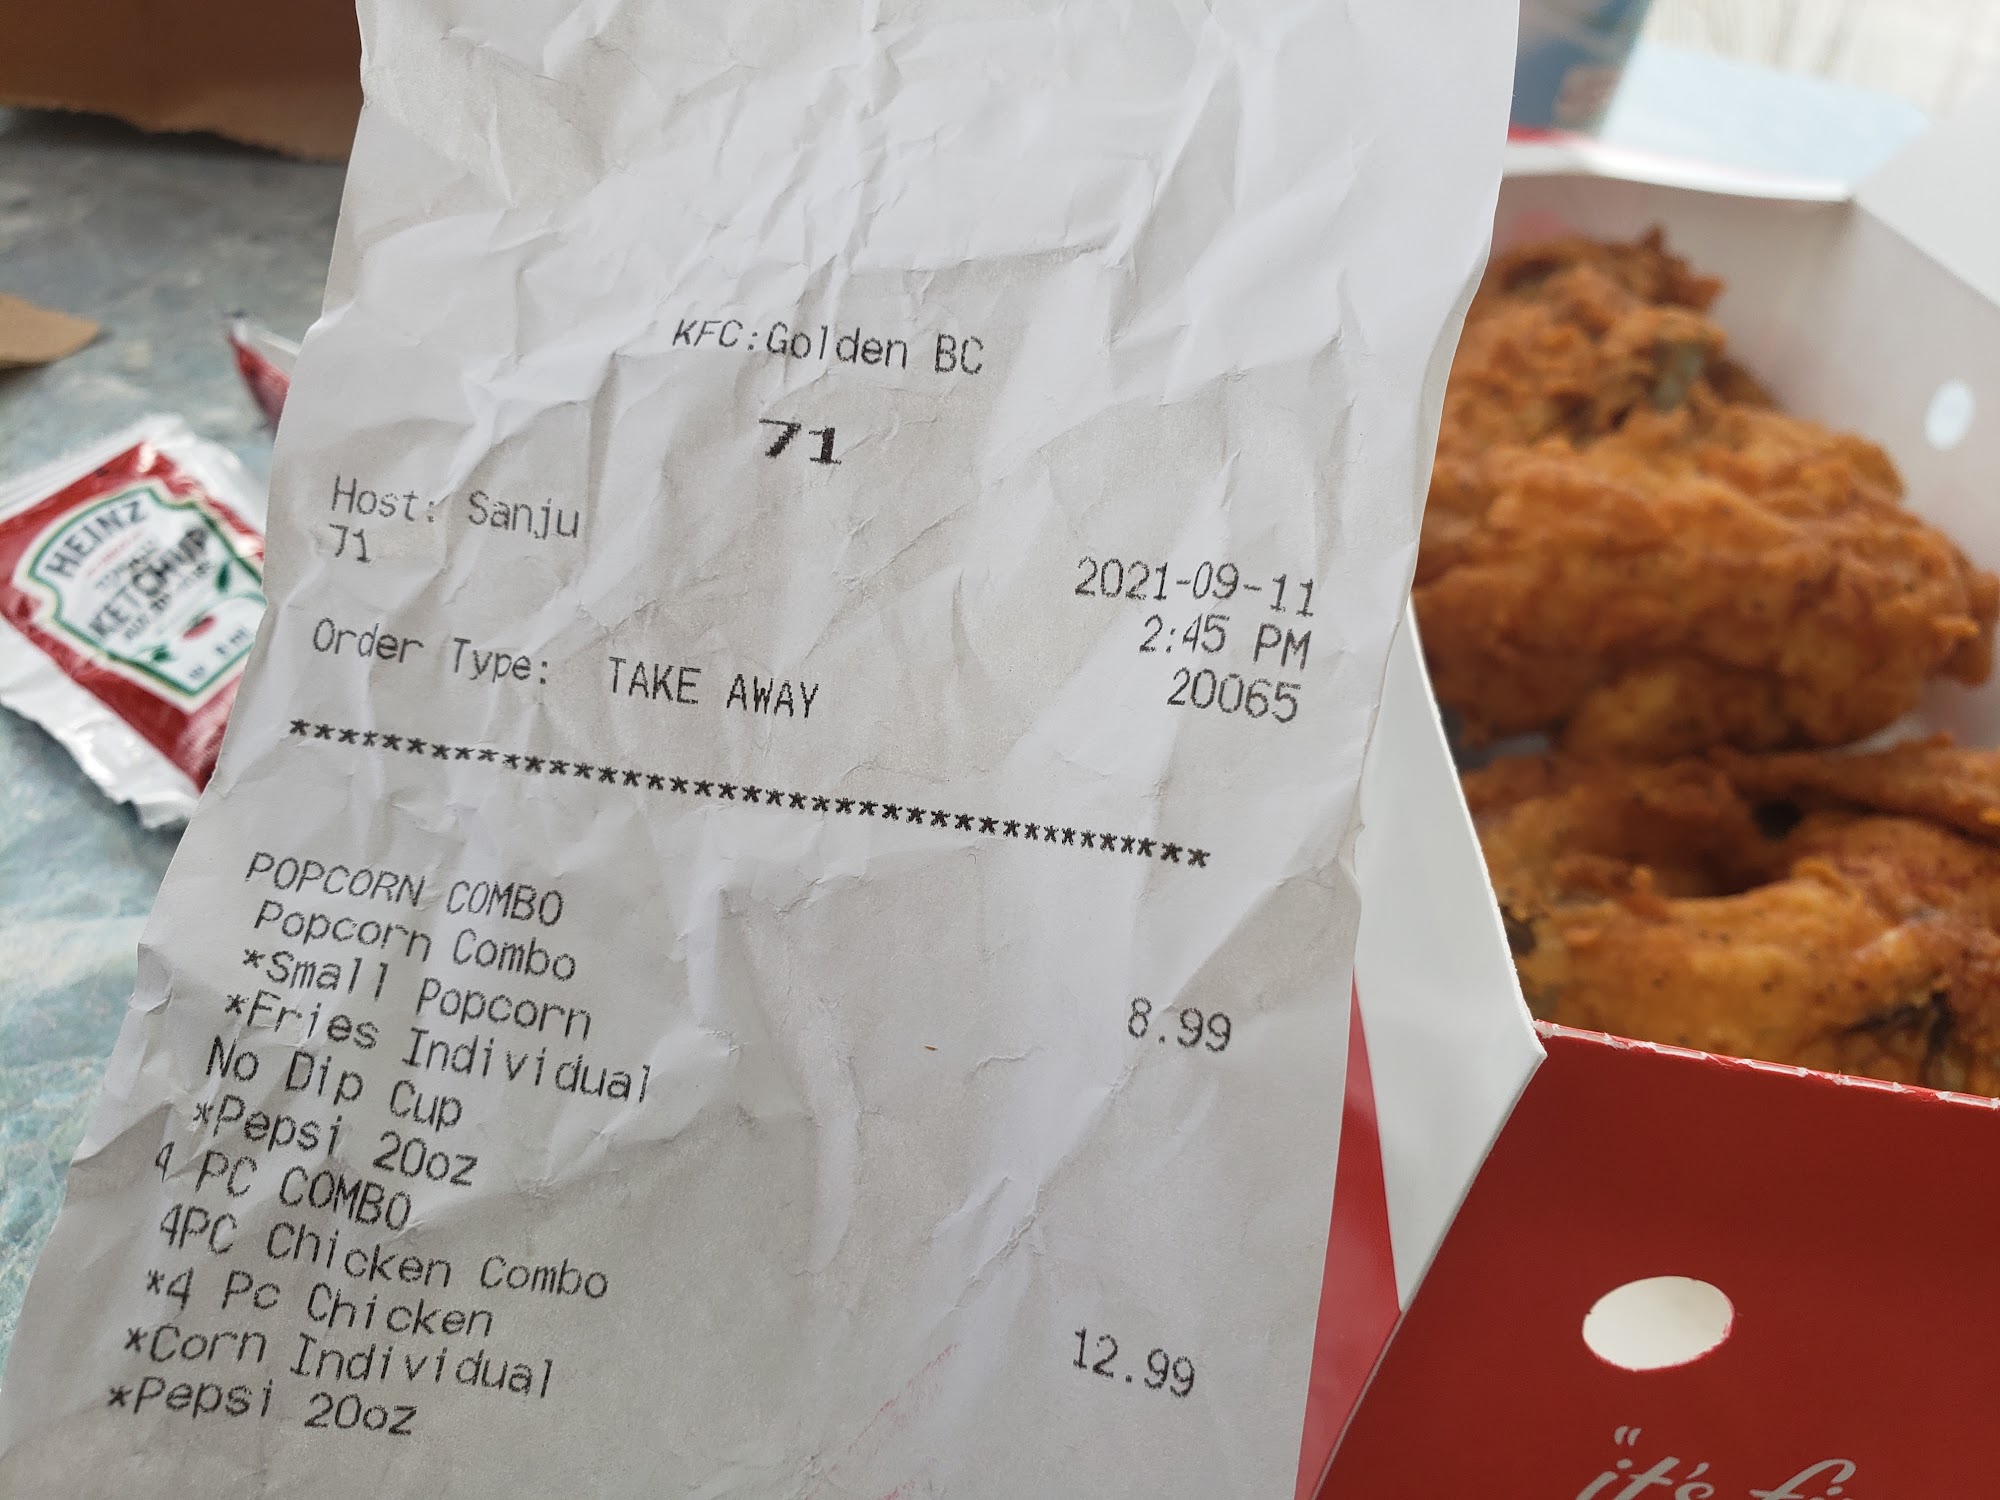 KFC:Golden BC
71
Host: Sanju
71
2021-09-11
2:45 PM
Order Type: TAKE AWAY
20065
***************************************
POPCORN COMBO
Popcorn Combo 8.99
*Small Popcorn
*Fries Individual
No Dip Cup
*Pepsi 20oz
4 PC COMBO
4PC Chicken Combo 12.99
*4 Pc Chicken
*Corn Individual
*Pepsi 20oz
HEINZ
KETCHUP
"it's